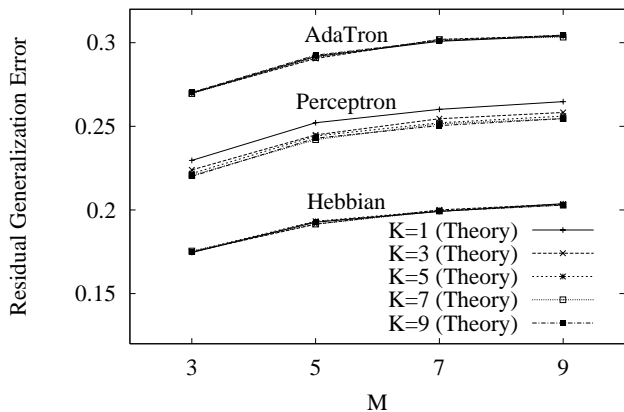 Residual Generalization Error
0.3
0.25
0.2
0.15
AdaTron
Perceptron
Hebbian
K=1 (Theory)
K=3 (Theory)
K=5 (Theory)
K=7 (Theory)
K=9 (Theory)
3 5 7 9
M